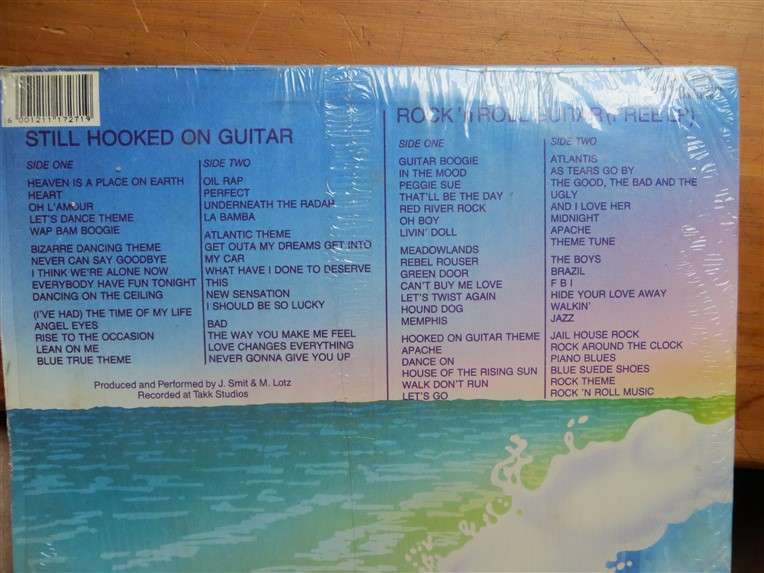 6 001211 172719
STILL HOOKED ON GUITAR
SIDE ONE
HEAVEN IS A PLACE ON EARTH
HEART
OH L'AMOUR
LET'S DANCE THEME
WAP BAM BOOGIE
BIZARRE DANCING THEME
NEVER CAN SAY GOODBYE
I THINK WE'RE ALONE NOW
EVERYBODY HAVE FUN TONIGHT
DANCING ON THE CEILING
(I'VE HAD) THE TIME OF MY LIFE
ANGEL EYES
RISE TO THE OCCASION
LEAN ON ME
BLUE TRUE THEME
SIDE TWO
OIL RAP
PERFECT
UNDERNEATH THE RADAR
LA BAMBA
ATLANTIC THEME
GET OUTA MY DREAMS GET INTO
MY CAR
WHAT HAVE I DONE TO DESERVE
THIS
NEW SENSATION
I SHOULD BE SO LUCKY
BAD
THE WAY YOU MAKE ME FEEL
LOVE CHANGES EVERYTHING
NEVER GONNA GIVE YOU UP
Produced and Performed by J. Smit & M. Lotz
Recorded at Takk Studios
ROCK 'n ROLL GUITAR (FREE LP)
SIDE ONE
GUITAR BOOGIE
IN THE MOOD
PEGGIE SUE
THAT'LL BE THE DAY
RED RIVER ROCK
OH BOY
LIVIN' DOLL
MEADOWLANDS
REBEL ROUSER
GREEN DOOR
CAN'T BUY ME LOVE
LET'S TWIST AGAIN
HOUND DOG
MEMPHIS
HOOKED ON GUITAR THEME
APACHE
DANCE ON
HOUSE OF THE RISING SUN
WALK DON'T RUN
LET'S GO
SIDE TWO
ATLANTIS
AS TEARS GO BY
THE GOOD, THE BAD AND THE
UGLY
AND I LOVE HER
MIDNIGHT
APACHE
THEME TUNE
THE BOYS
BRAZIL
F B I
HIDE YOUR LOVE AWAY
WALKIN'
JAZZ
JAIL HOUSE ROCK
ROCK AROUND THE CLOCK
PIANO BLUES
BLUE SUEDE SHOES
ROCK THEME
ROCK 'N ROLL MUSIC